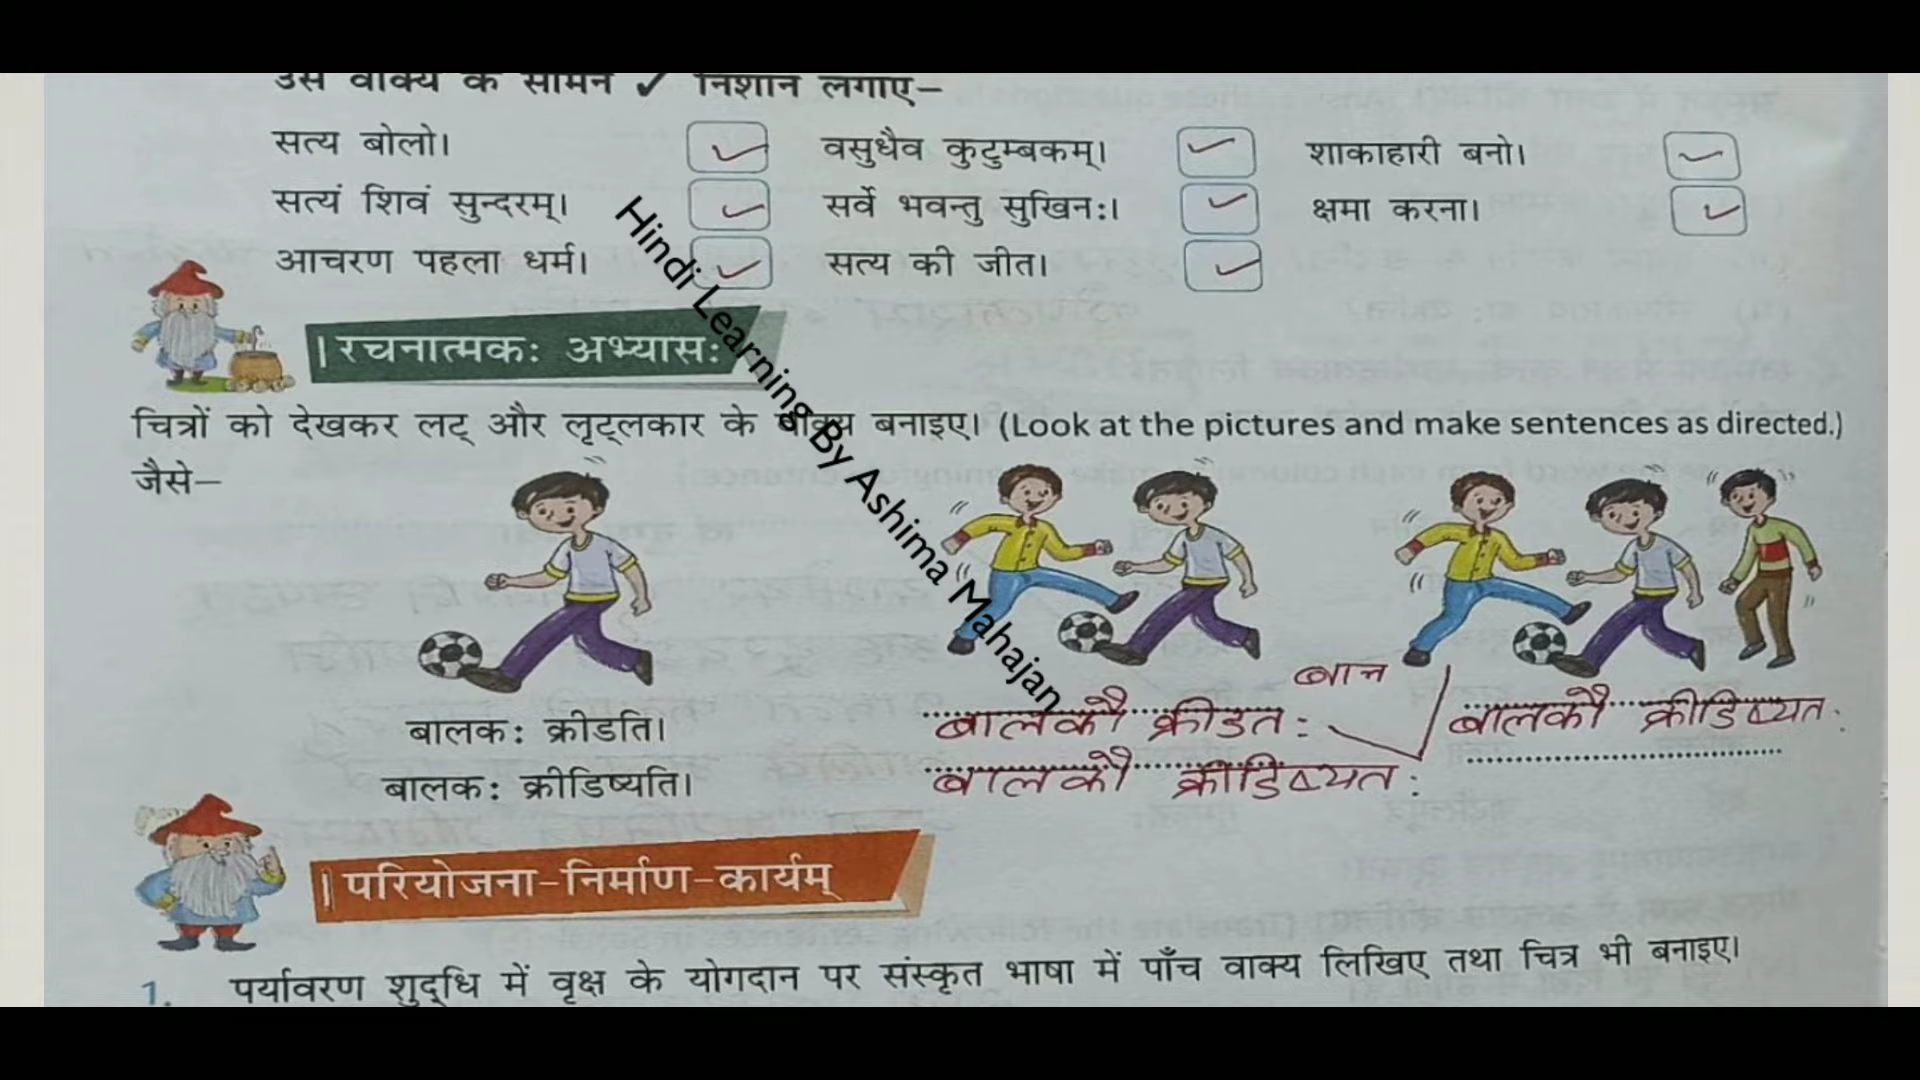 उस वाक्य के सामने ✓ निशान लगाए–
सत्य बोलो। वसुधैव कुटुम्बकम्। शाकाहारी बनो।
सत्यं शिवं सुन्दरम्। सर्वे भवन्तु सुखिनः। क्षमा करना।
आचरण पहला धर्म। सत्य की जीत।
Hindi Learning By Ashima Mahajan
रचनात्मकः अभ्यासः
चित्रों को देखकर लट् और लृट्लकार के वाक्य बनाइए। (Look at the pictures and make sentences as directed.)
जैसे–
बालकः क्रीडति। बालकौ क्रीडतः बालकौ क्रीडिष्यत:
बालकः क्रीडिष्यति। बालकौ क्रीडिष्यतः
परियोजना-निर्माण-कार्यम्
1. पर्यावरण शुद्धि में वृक्ष के योगदान पर संस्कृत भाषा में पाँच वाक्य लिखिए तथा चित्र भी बनाइए।